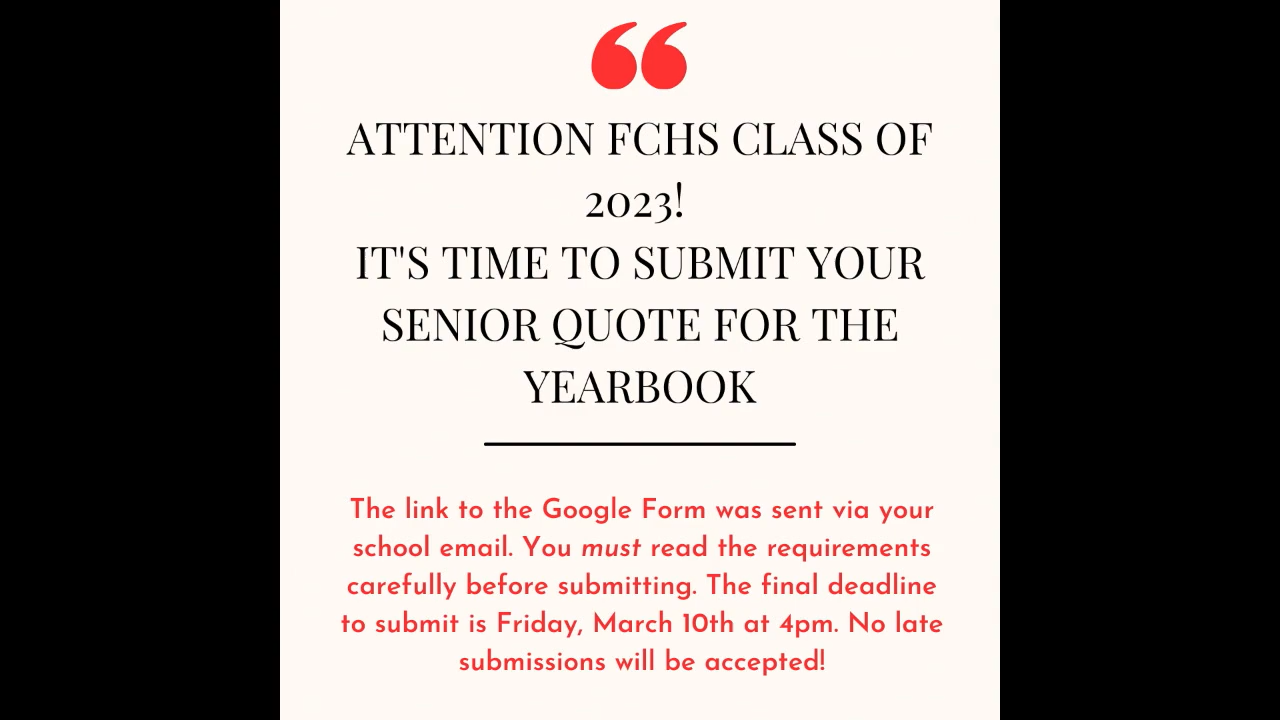 ATTENTION FCHS CLASS OF
2023!
IT'S TIME TO SUBMIT YOUR
SENIOR QUOTE FOR THE
YEARBOOK
The link to the Google Form was sent via your
school email. You must read the requirements
carefully before submitting. The final deadline
to submit is Friday, March 10th at 4pm. No late
submissions will be accepted!